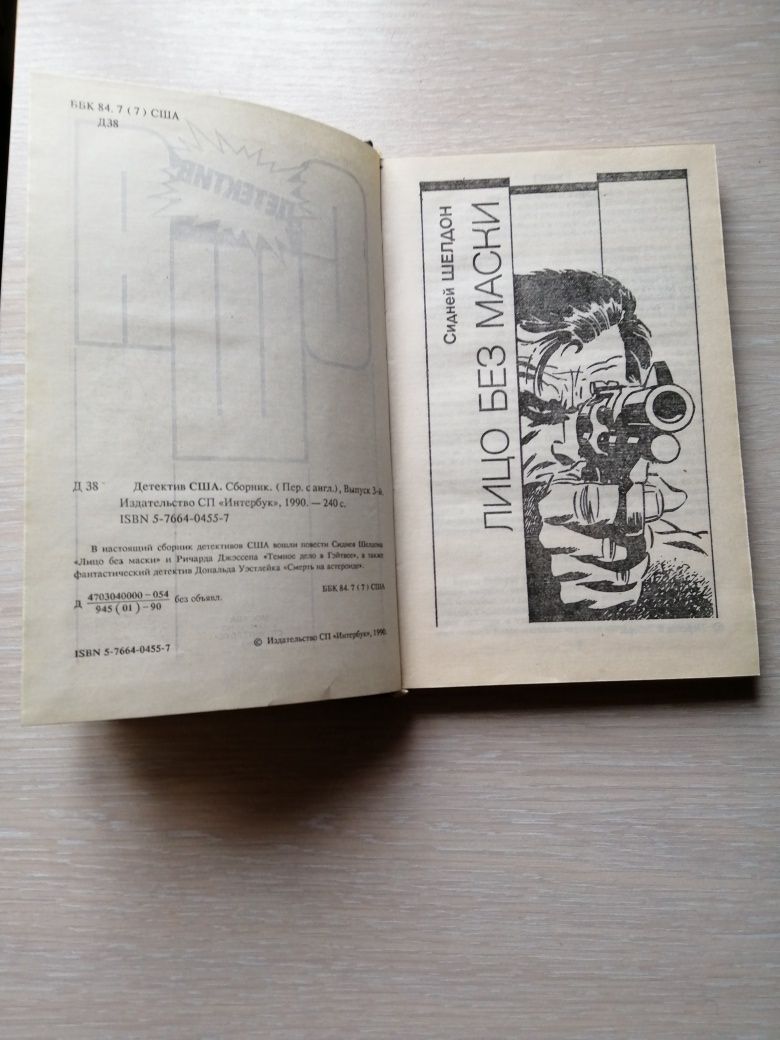 ББК 84. 7 ( 7 ) США
Д38
ДЕТЕКТИВ
США
Д 38 Детектив США. Сборник. ( Пер. с англ.), Выпуск 3-й.
Издательство СП «Интербук», 1990. — 240 с.
ISBN 5-7664-0455-7
В настоящий сборник детективов США вошли повести Сиднея Шелдона
«Лицо без маски» и Ричарда Джэссепа «Темное дело в Гэйтвее», а также
фантастический детектив Дональда Уэстлейка «Смерть на астероиде».
ББК 84. 7 (7) США
Д 4703040000 – 054 без объявл.
945 ( 01 ) – 90
© Издательство СП «Интербук», 1990.
ISBN 5-7664-0455-7
Сидней ШЕЛДОН
ЛИЦО БЕЗ МАСКИ